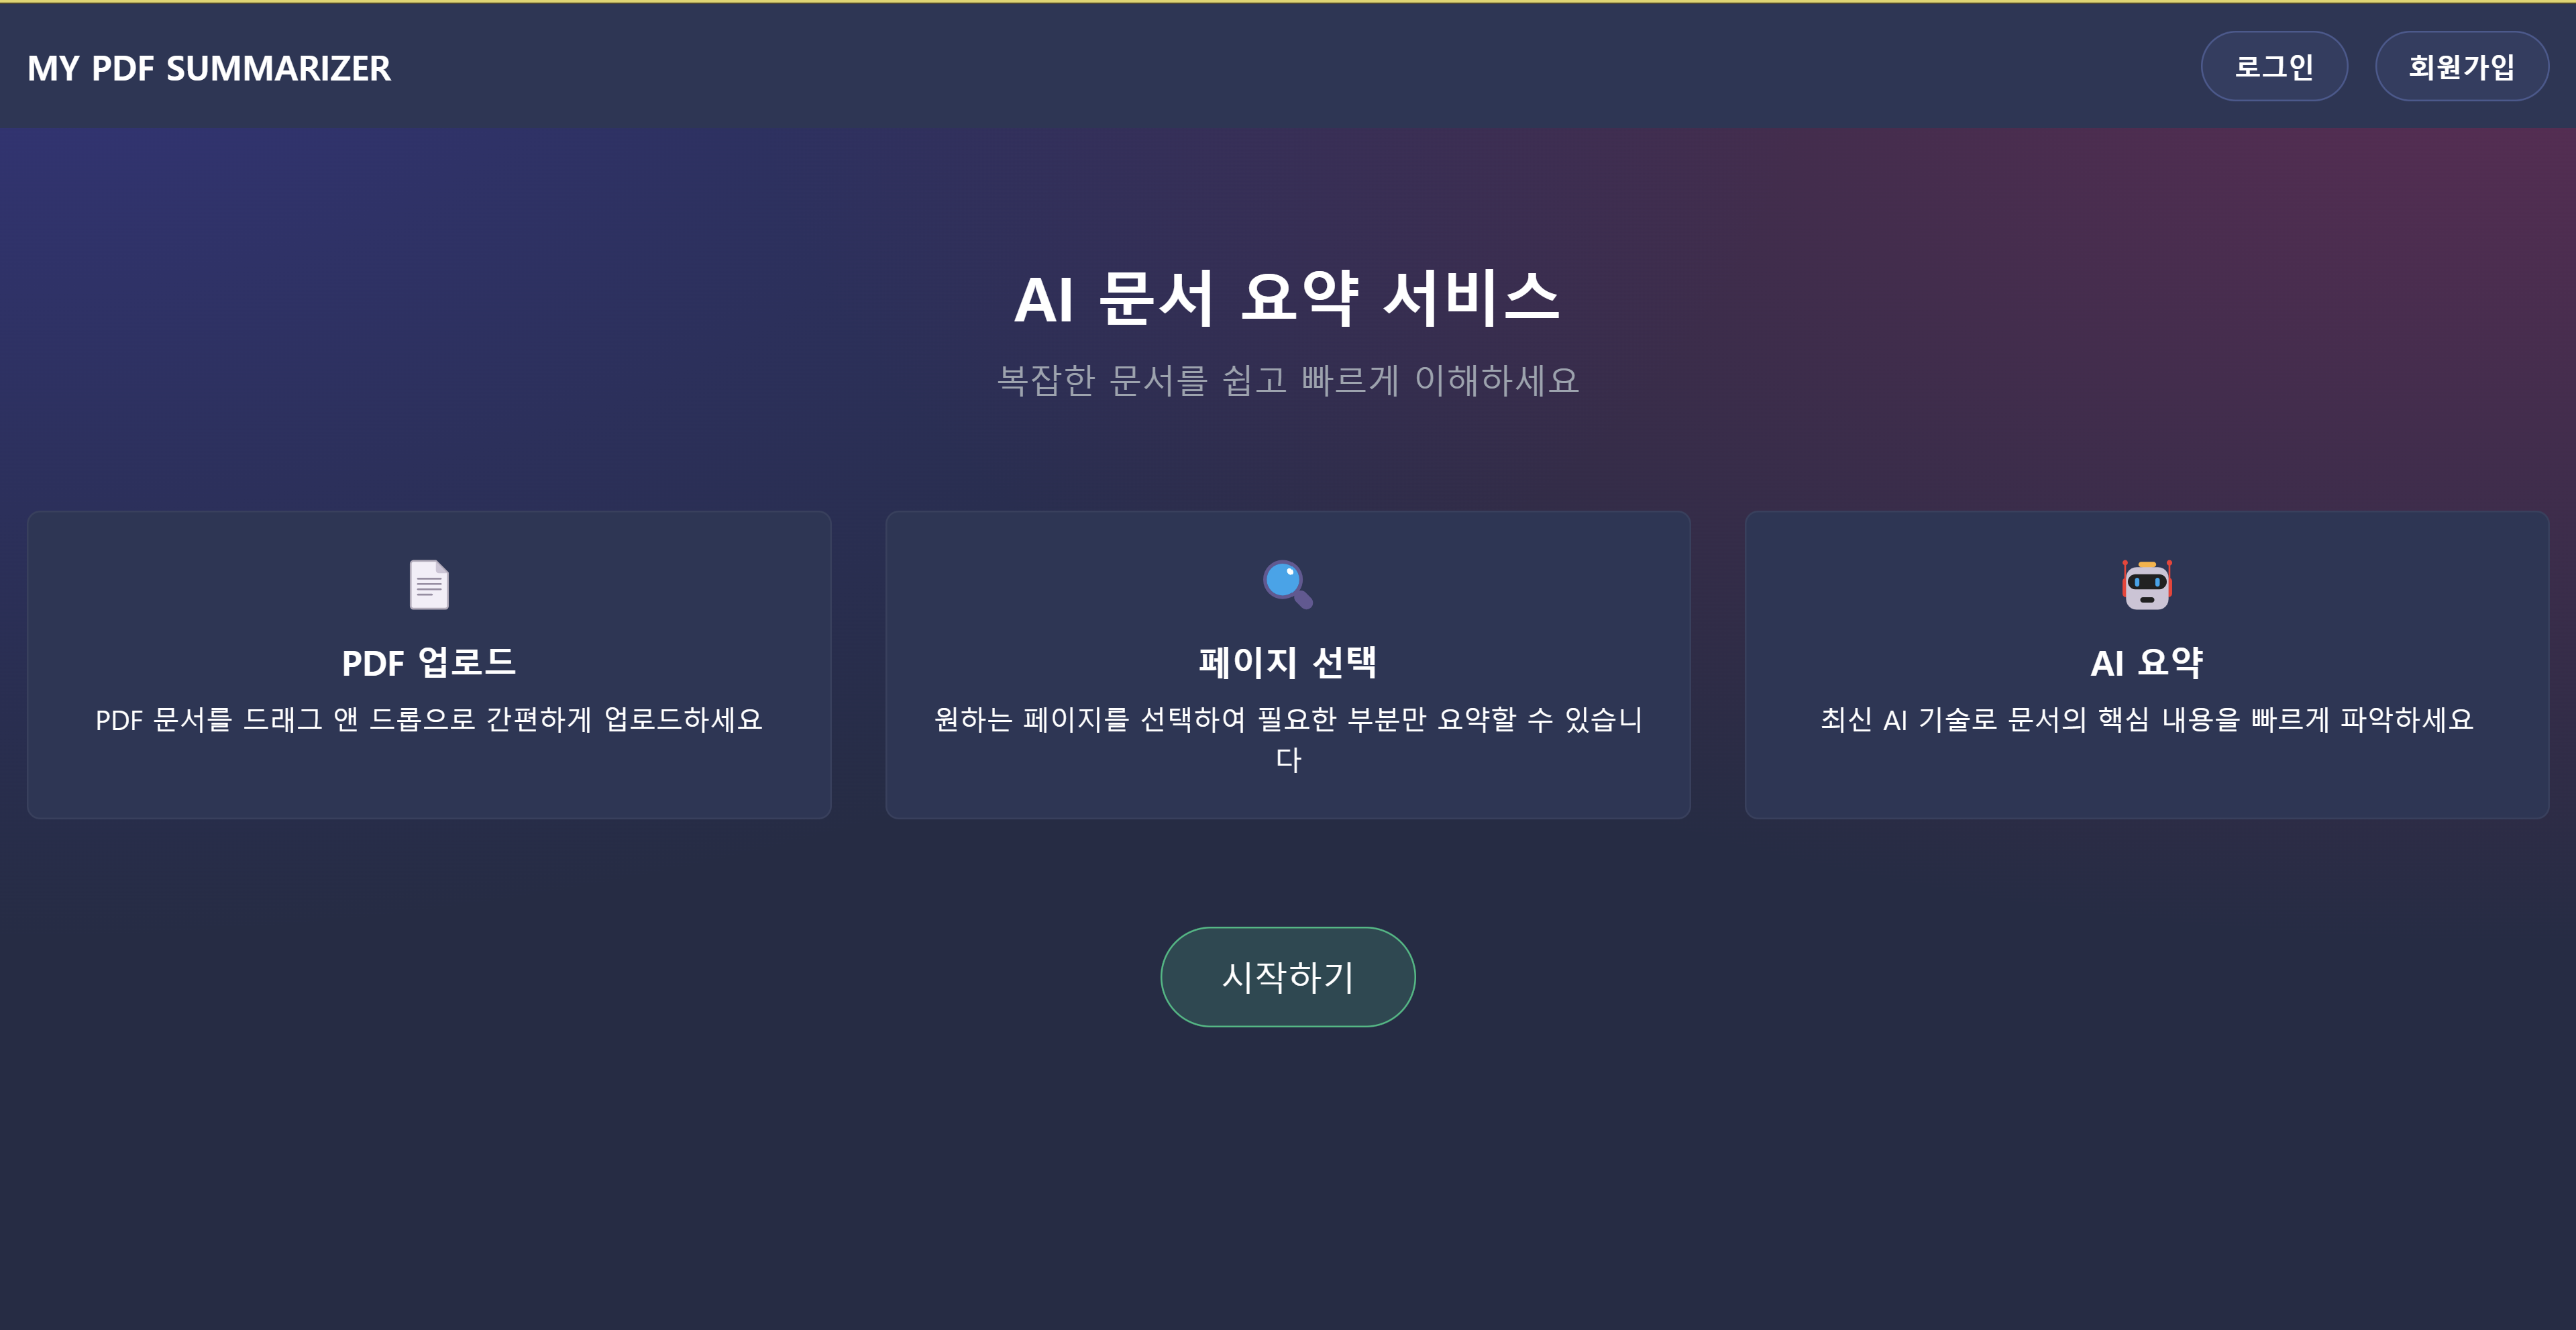 MY PDF SUMMARIZER
로그인
회원가입
AI 문서 요약 서비스
복잡한 문서를 쉽고 빠르게 이해하세요
PDF 업로드
PDF 문서를 드래그 앤 드롭으로 간편하게 업로드하세요
페이지 선택
원하는 페이지를 선택하여 필요한 부분만 요약할 수 있습니
다
AI 요약
최신 AI 기술로 문서의 핵심 내용을 빠르게 파악하세요
시작하기